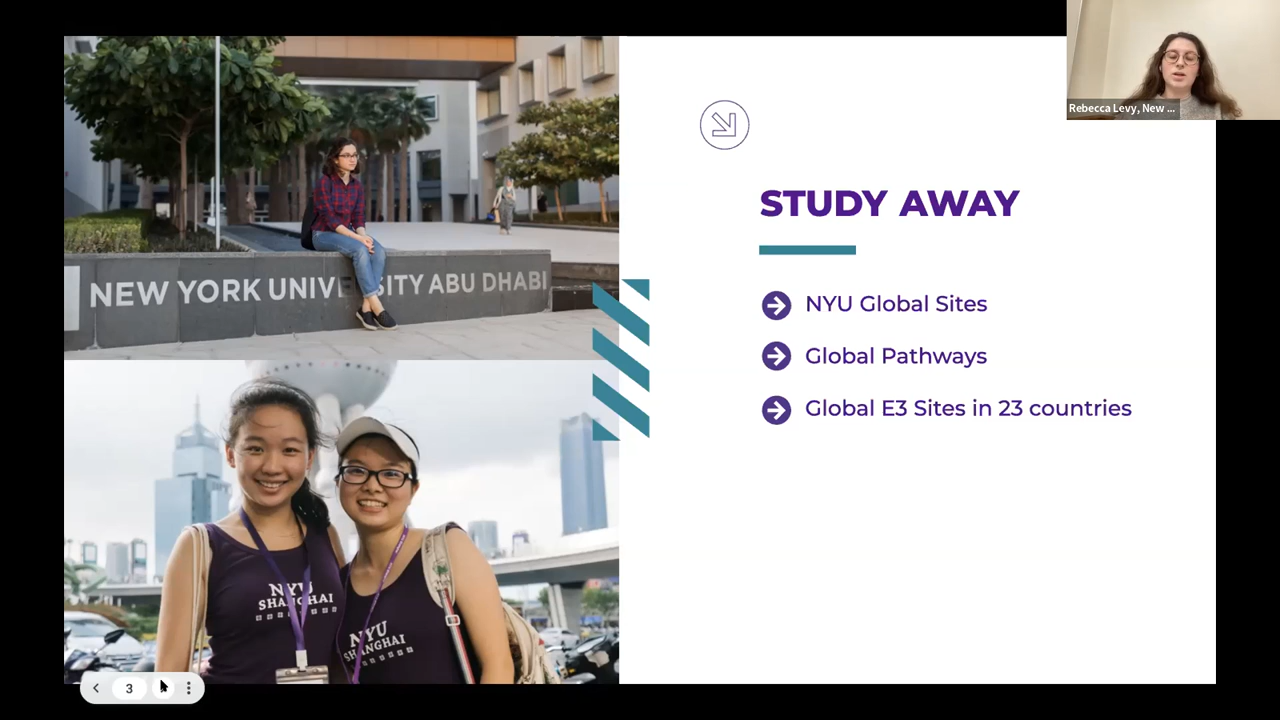 Rebecca Levy, New ...
STUDY AWAY
NYU Global Sites
Global Pathways
Global E3 Sites in 23 countries
NEW YORK UNIVE SITY ABU DHABI
NYU
SHANGHAI
NYU
SHANGHAI
3